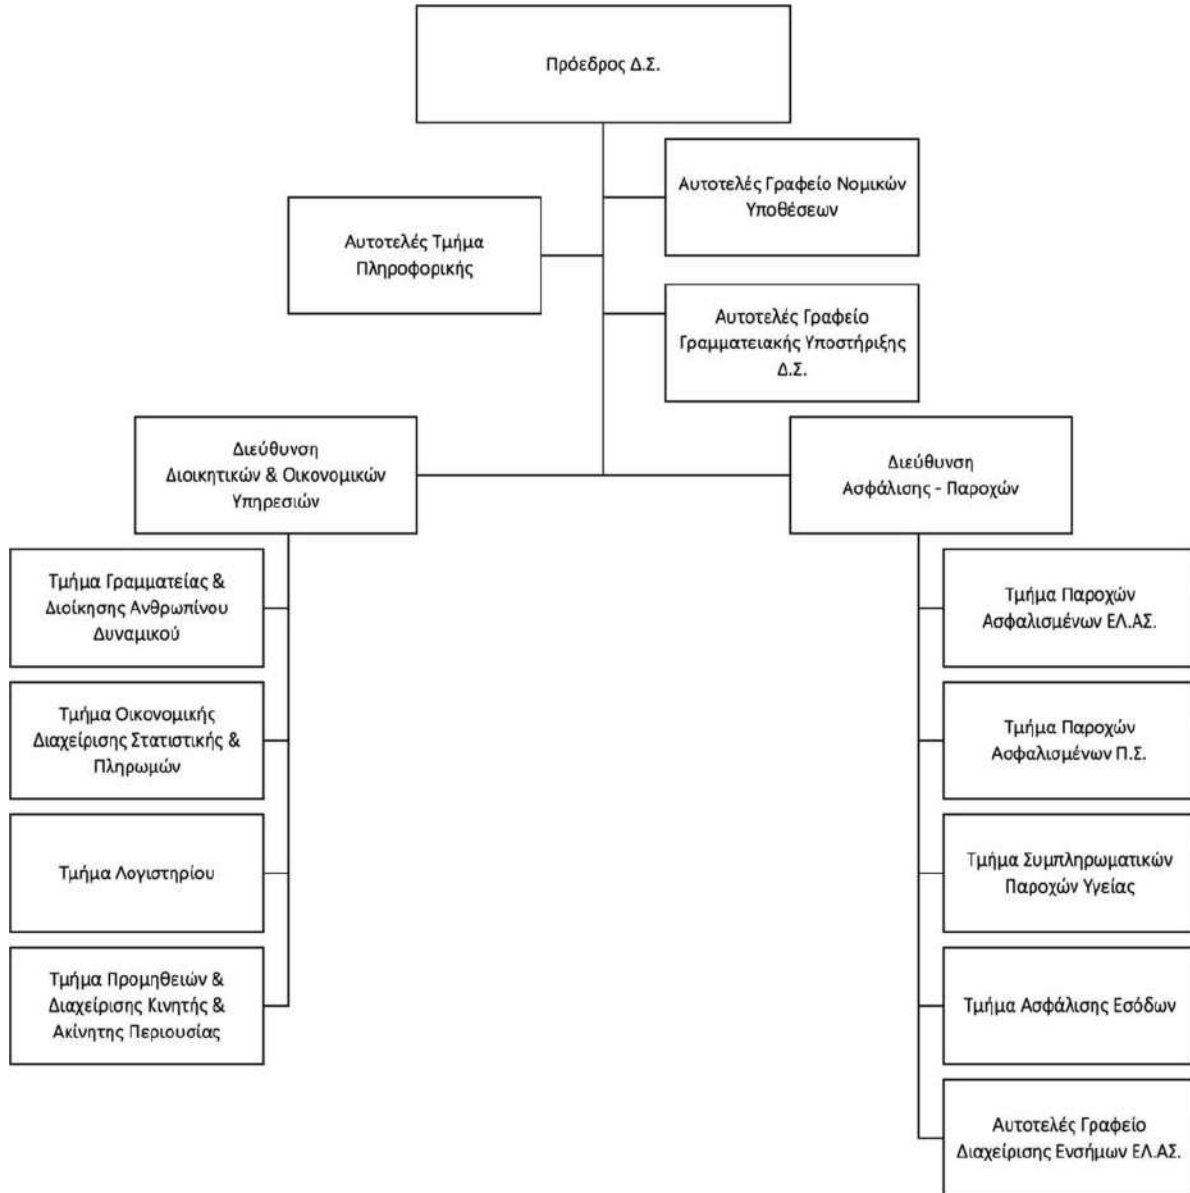 Πρόεδρος Δ.Σ.
Αυτοτελές Γραφείο Νομικών
Υποθέσεων
Αυτοτελές Τμήμα
Πληροφορικής
Αυτοτελές Γραφείο
Γραμματειακής Υποστήριξης
Δ.Σ.
Διεύθυνση
Διοικητικών & Οικονομικών
Υπηρεσιών
Διεύθυνση
Ασφάλισης - Παροχών
Τμήμα Γραμματείας &
Διοίκησης Ανθρωπίνου
Δυναμικού
Τμήμα Οικονομικής
Διαχείρισης Στατιστικής &
Πληρωμών
Τμήμα Λογιστηρίου
Τμήμα Προμηθειών &
Διαχείρισης Κινητής &
Ακίνητης Περιουσίας
Τμήμα Παροχών
Ασφαλισμένων ΕΛ.ΑΣ.
Τμήμα Παροχών
Ασφαλισμένων Π.Σ.
Τμήμα Συμπληρωματικών
Παροχών Υγείας
Τμήμα Ασφάλισης Εσόδων
Αυτοτελές Γραφείο
Διαχείρισης Ενσήμων ΕΛ.ΑΣ.